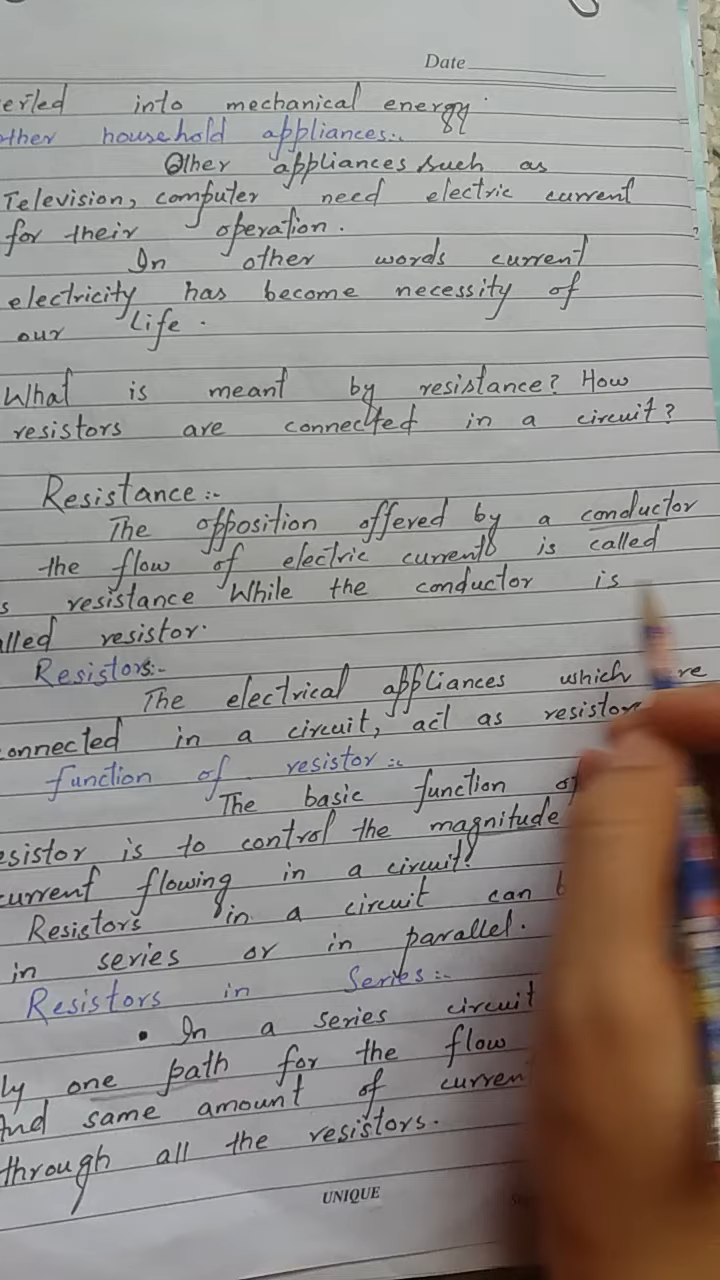 Date
erted into mechanical energy.
ther household appliances:.
Other appliances such as
Television, computer need electric current
for their operation.
In other words current
electricity has become necessity of
our life.
What is meant by resistance? How
resistors are connected in a circuit?
Resistance:-
The opposition offered by a conductor
the flow of electric current is called
s resistance While the conductor is
alled resistor.
Resistors:-
The electrical appliances which re
onnected in a circuit, act as resistor
function of resistor:.
The basic function of
esistor is to control the magnitude
current flowing in a circuit.
Resistors in a circuit can b
in series or in parallel.
Resistors in Series:-
• In a series circuit
ly one path for the flow
And same amount of curren
through all the resistors.
UNIQUE